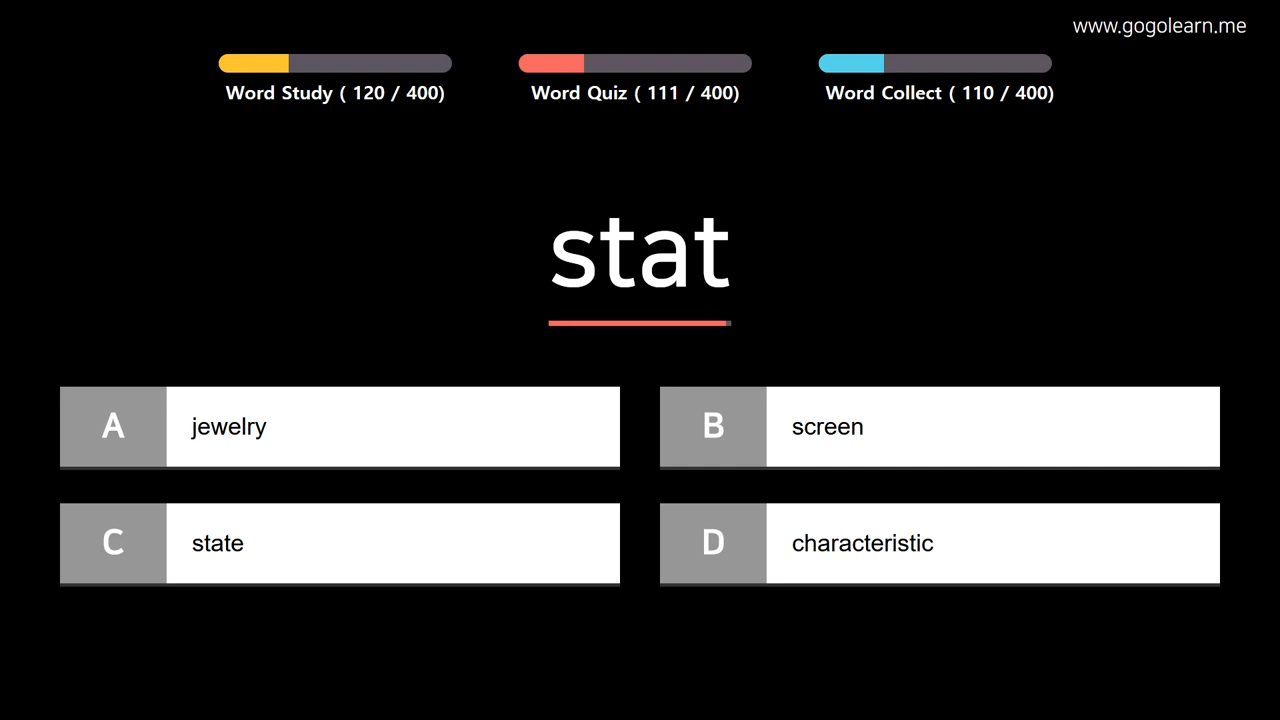 www.gogolearn.me
Word Study ( 120 / 400)
Word Quiz ( 111 / 400)
Word Collect ( 110 / 400)
stat
A jewelry
B screen
C state
D characteristic